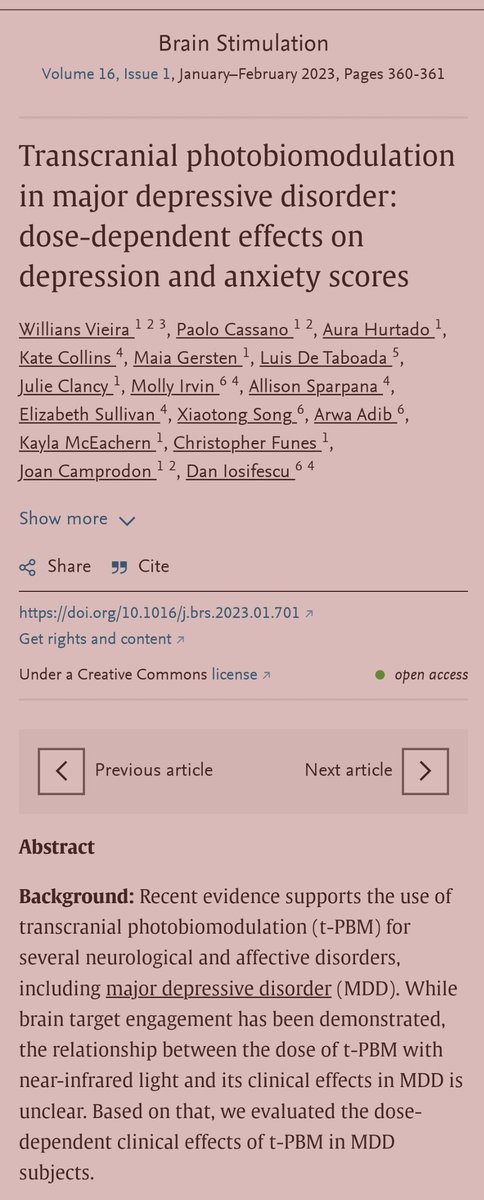 Brain Stimulation
Volume 16, Issue 1, January–February 2023, Pages 360-361
Transcranial photobiomodulation
in major depressive disorder:
dose-dependent effects on
depression and anxiety scores
Willians Vieira 1 2 3, Paolo Cassano 1 2, Aura Hurtado 1,
Kate Collins 4, Maia Gersten 1, Luis De Taboada 5,
Julie Clancy 1, Molly Irvin 6 4, Allison Sparpana 4,
Elizabeth Sullivan 4, Xiaotong Song 6, Arwa Adib 6,
Kayla McEachern 1, Christopher Funes 1,
Joan Camprodon 1 2, Dan Iosifescu 6 4
Show more
Share Cite
https://doi.org/10.1016/j.brs.2023.01.701 ↗
Get rights and content ↗
Under a Creative Commons license ↗ open access
Previous article Next article
Abstract
Background: Recent evidence supports the use of
transcranial photobiomodulation (t-PBM) for
several neurological and affective disorders,
including major depressive disorder (MDD). While
brain target engagement has been demonstrated,
the relationship between the dose of t-PBM with
near-infrared light and its clinical effects in MDD is
unclear. Based on that, we evaluated the dose-
dependent clinical effects of t-PBM in MDD
subjects.